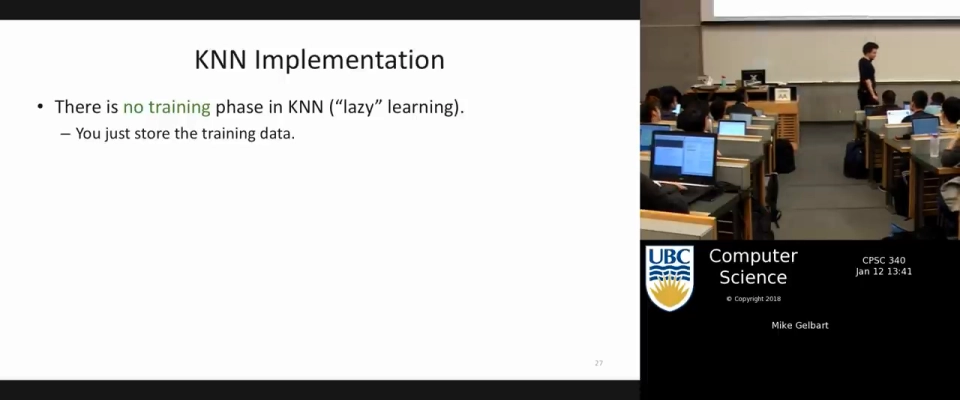 KNN Implementation
• There is no training phase in KNN (“lazy” learning).
– You just store the training data.
27
UBC
Computer
Science
© Copyright 2018
CPSC 340
Jan 12 13:41
Mike Gelbart